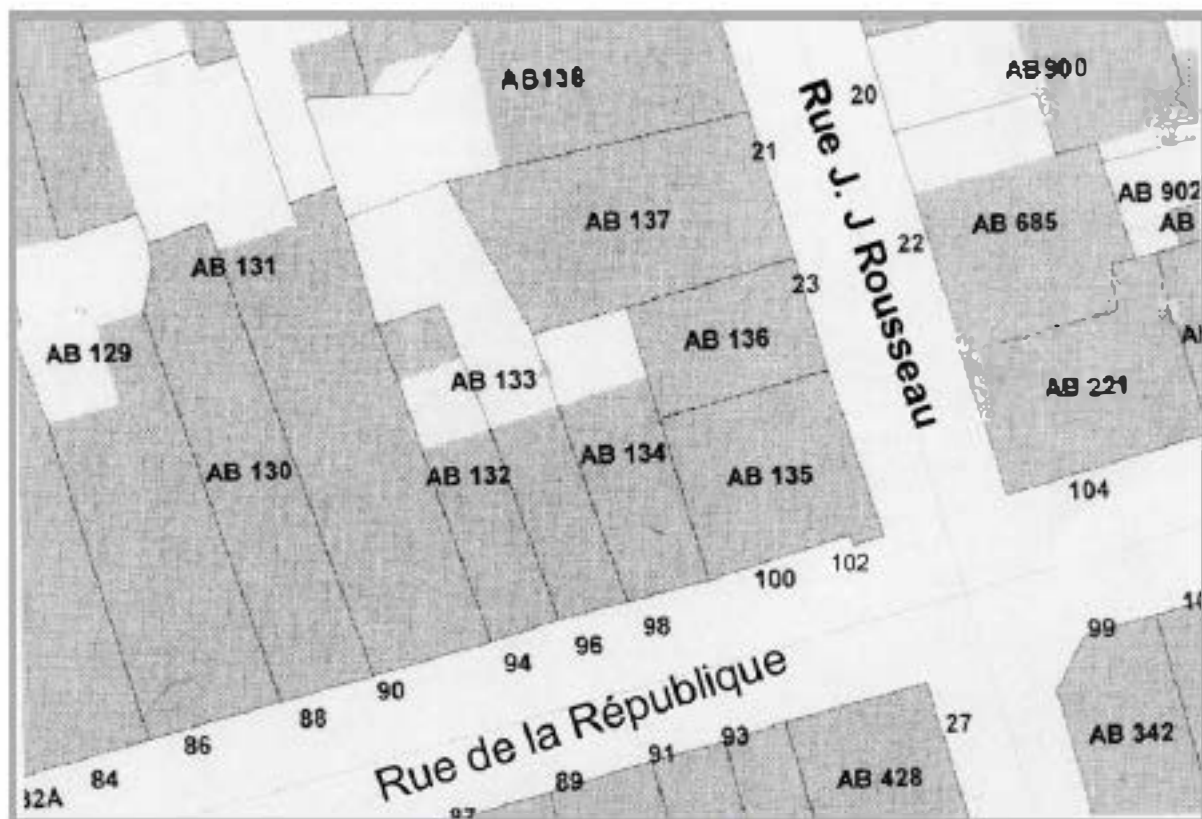 AB 900
20
21
Rue J. J Rousseau
AB 902
AB 137
AB 685
AB
22
AB 131
23
AB 129
AB 136
AB 133
AB 221
AB 134
AB 130
AB 132
AB 135
104
102
100
98
96
94
90
88
86
84
Rue de la République
99
27
93
91
89
AB 342
AB 428